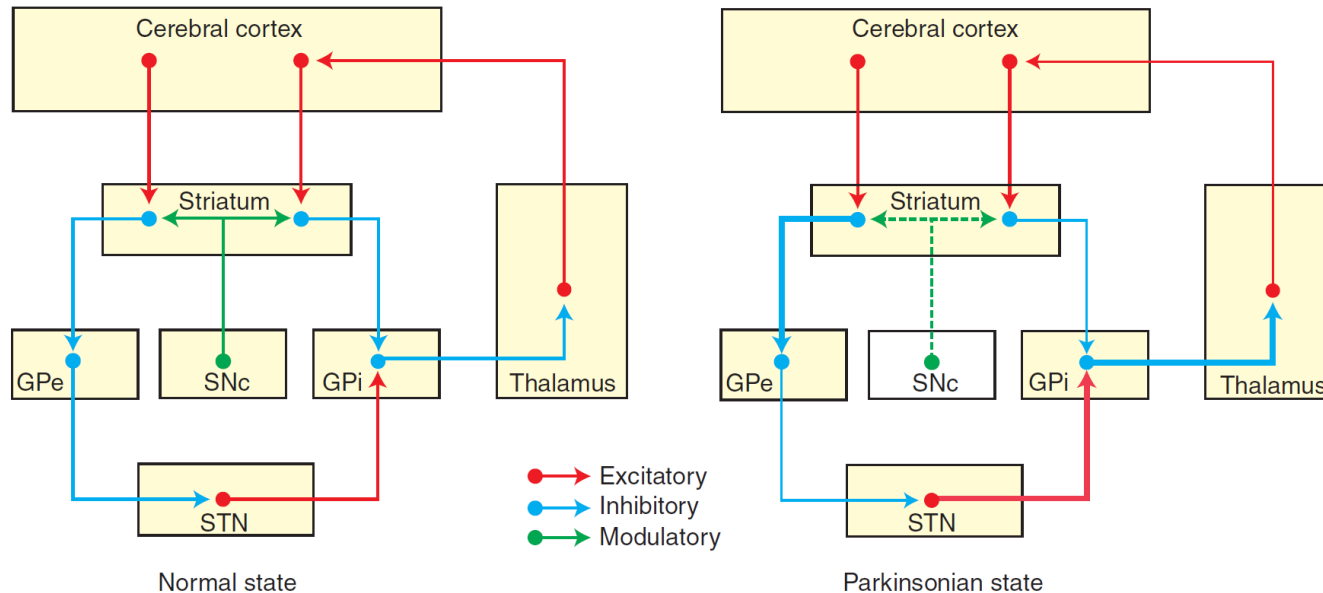 Cerebral cortex
Striatum
GPe
SNc
GPi
Thalamus
STN
Normal state
Excitatory
Inhibitory
Modulatory
Cerebral cortex
Striatum
GPe
SNc
GPi
Thalamus
STN
Parkinsonian state